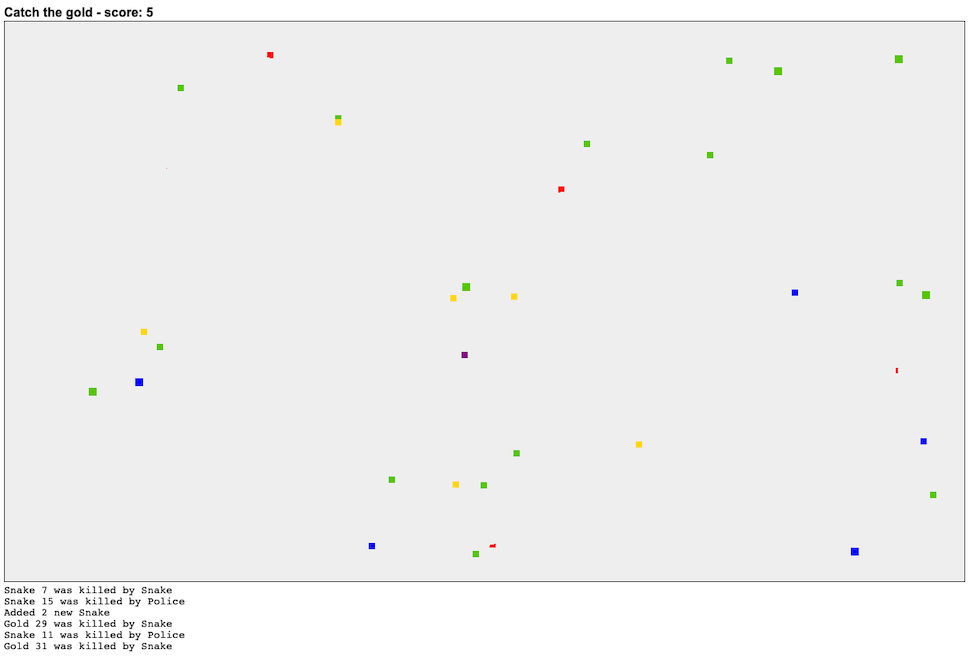 Catch the gold - score: 5
Snake 7 was killed by Snake
Snake 15 was killed by Police
Added 2 new Snake
Gold 29 was killed by Snake
Snake 11 was killed by Police
Gold 31 was killed by Snake